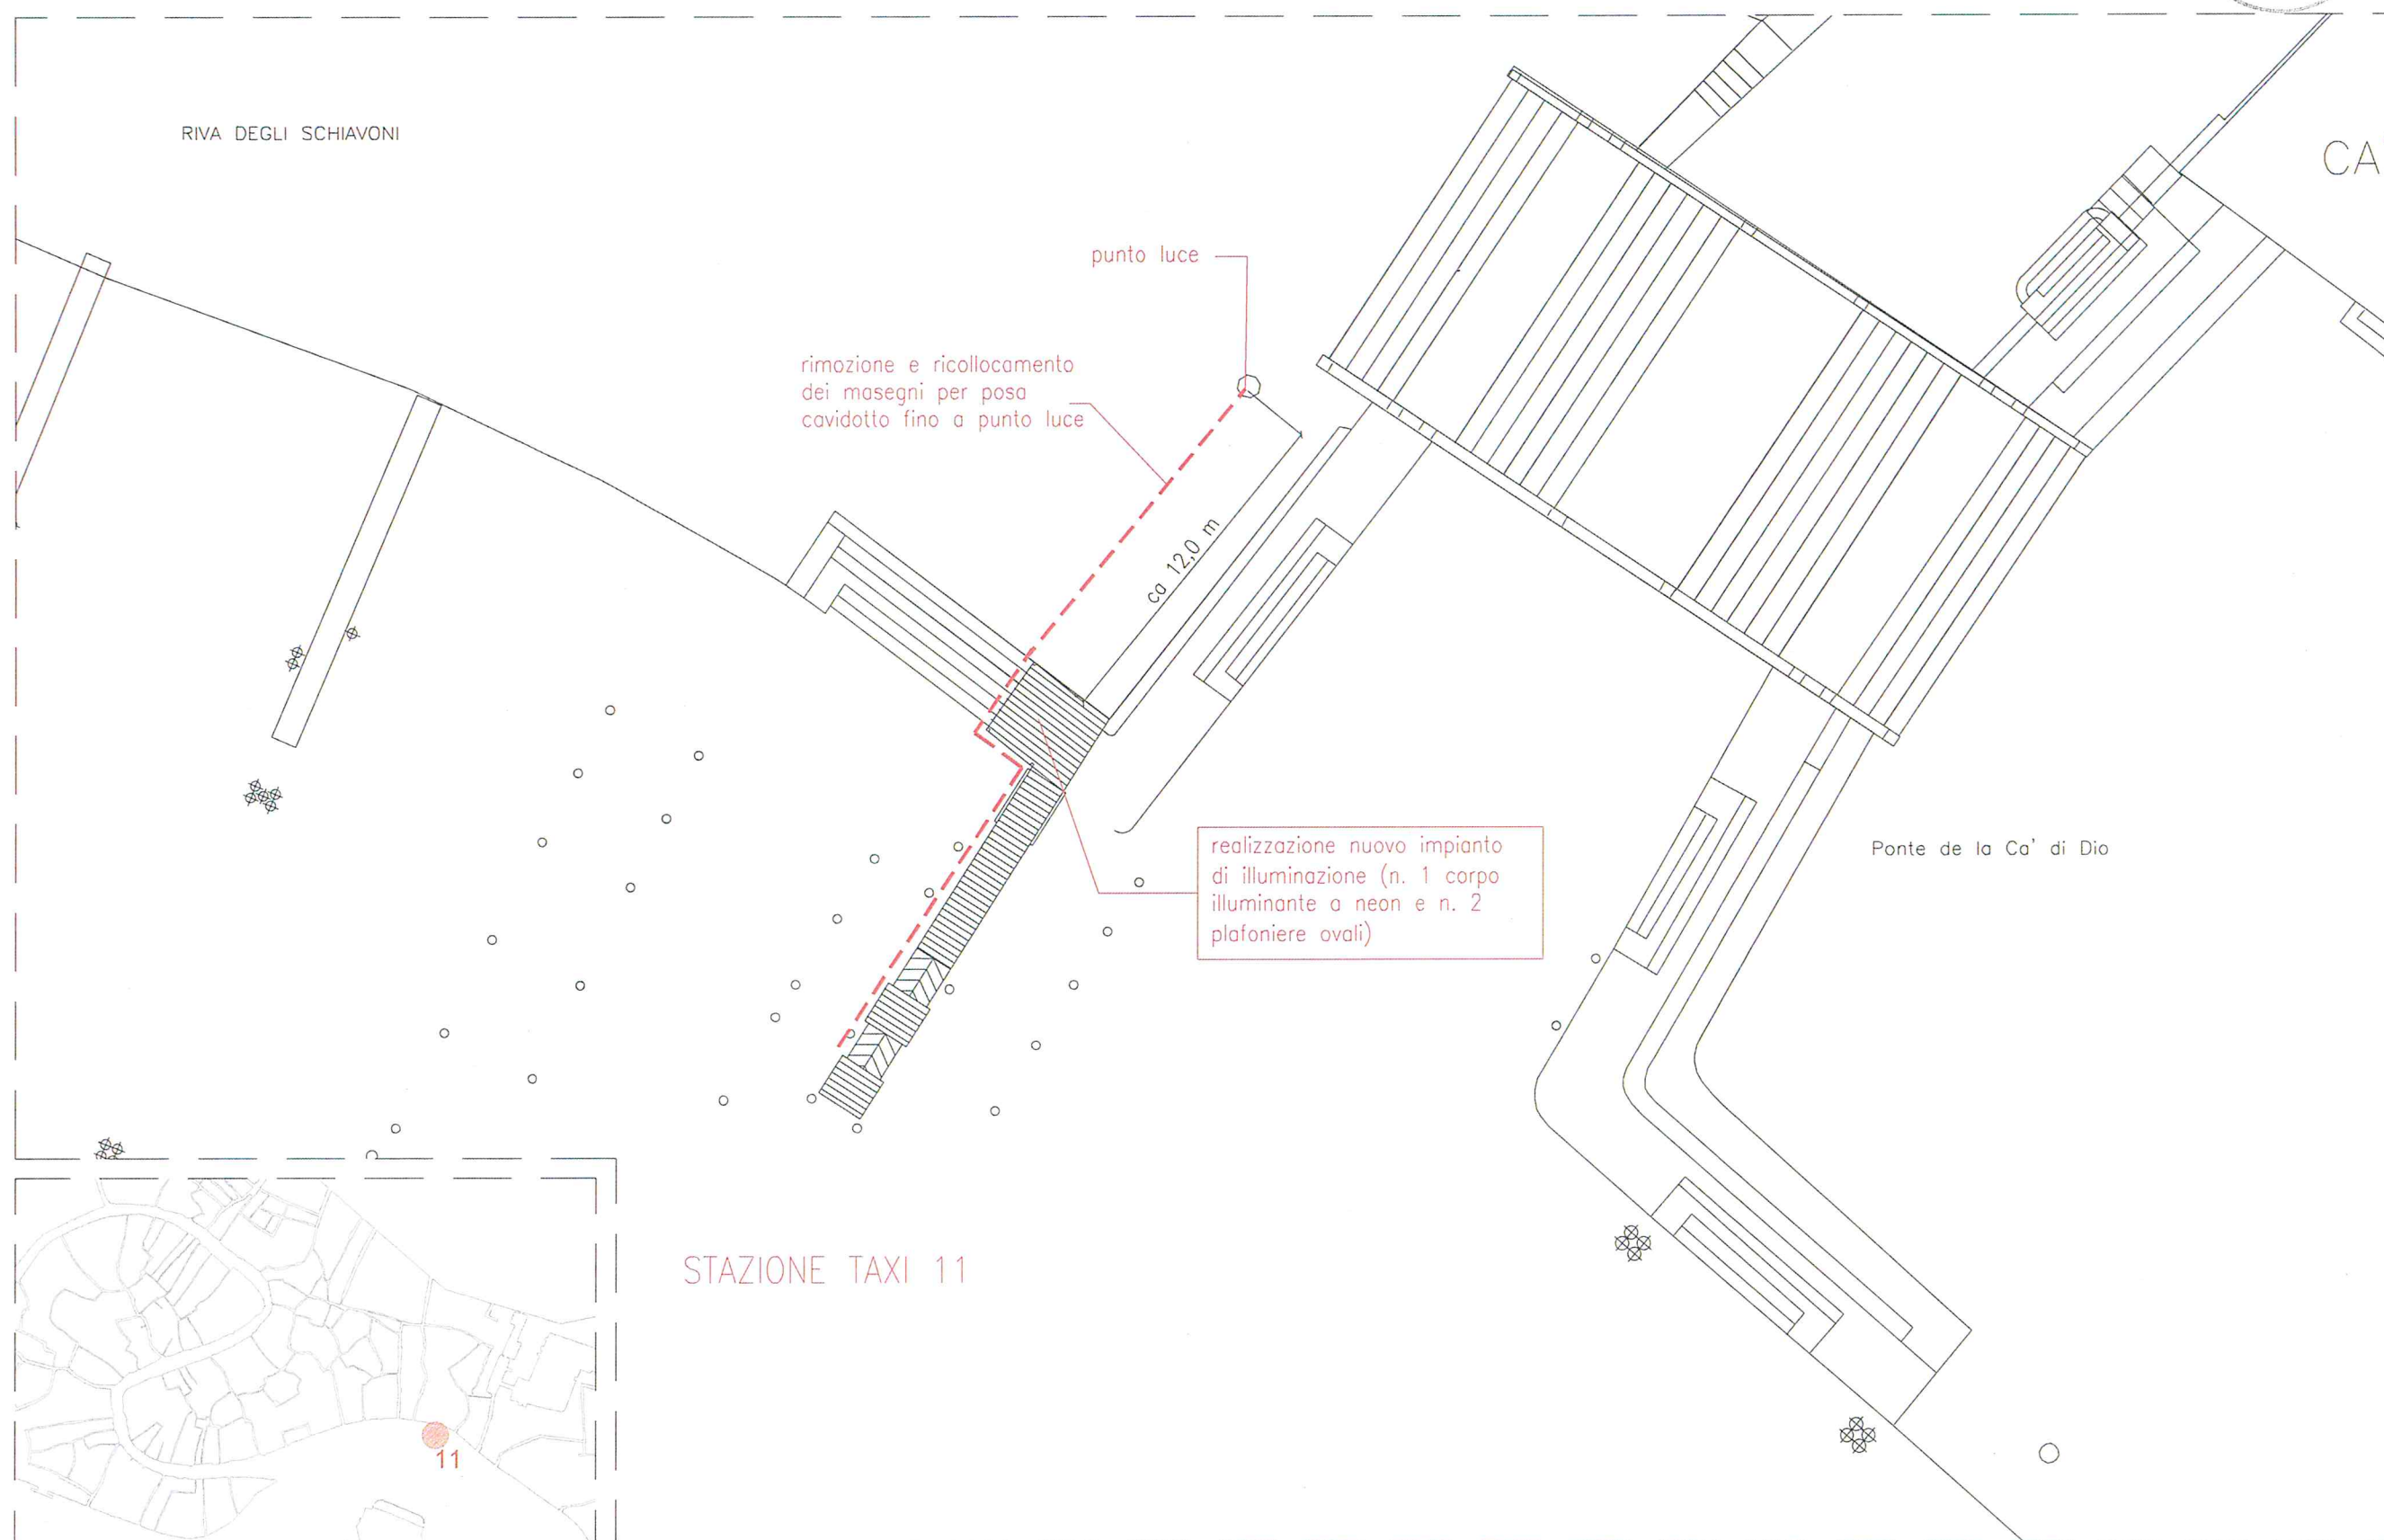 RIVA DEGLI SCHIAVONI
CA
punto luce
rimozione e ricollocamento
dei masegni per posa
cavidotto fino a punto luce
ca 12,0 m
realizzazione nuovo impianto
di illuminazione (n. 1 corpo
illuminante a neon e n. 2
plafoniere ovali)
Ponte de la Ca' di Dio
STAZIONE TAXI 11
11